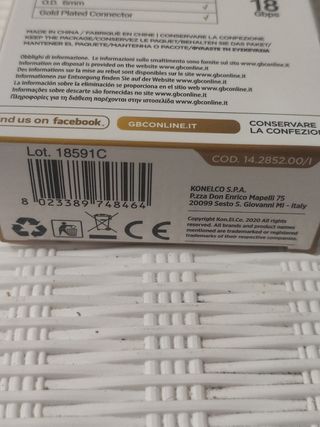 O.D. 6mm ✓
Gold Plated Connector ✓
18
Gbps
MADE IN CHINA / FABRIQUÉ EN CHINE / CONSERVARE LA CONFEZIONE
KEEP THE PACKAGE/CONSERVEZ LE PAQUET/BEHALTEN SIE DAS PAKET/
MANTENER EL PAQUETE/MANTENHA O PACOTE/ΦΥΛΑΞΤΕ ΤΗ ΣΥΣΚΕΥΑΣΙΑ
Obblighi di informazione. Le informazioni sullo smaltimento sono fornite sul sito www.gbconline.it
Information on disposal is provided on the website www.gbconline.it
Des informations sur la mise au rebut sont disponibles sur le site www.gbconline.it
Informationen zur Entsorgung finden Sie auf der Website www.gbconline.it
La información sobre la eliminación se proporciona en el sitio web www.gbconline.it
Informações sobre descarte são fornecidas no site www.gbconline.it
Πληροφορίες για τη διάθεση παρέχονται στην ιστοσελίδα www.gbconline.it
nd us on facebook.
GBCONLINE.IT
CONSERVARE
LA CONFEZIO
Lot. 18591C
COD. 14.2852.00/1
8 023389 748464
KONELCO S.P.A.
P.zza Don Enrico Mapelli 75
20099 Sesto S. Giovanni MI - Italy
Copyright Kon.El.Co. 2020 All rights
reserved. All brands and product names
mentioned are trademarked or registered
trademarks of their respective companies.